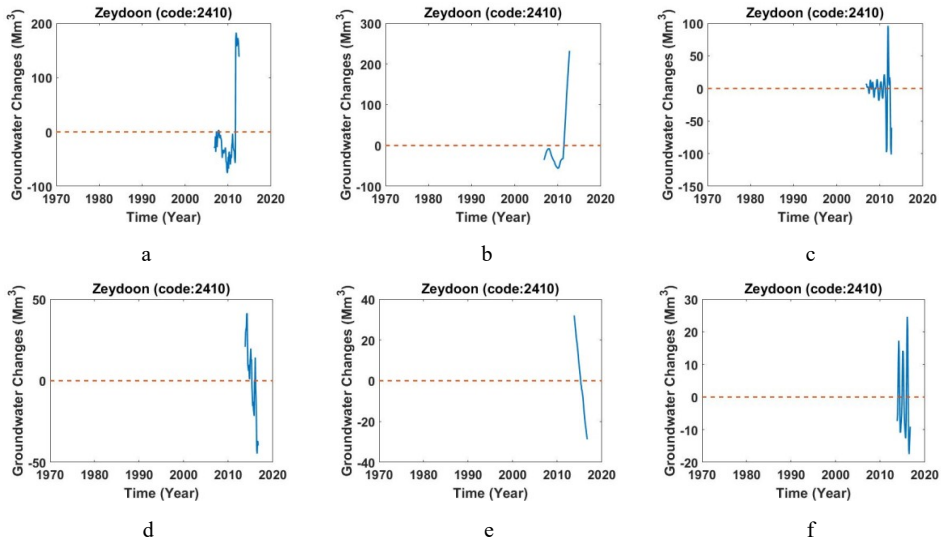 Zeydoon (code:2410)
Groundwater Changes (Mm³)
200
100
0
-100
1970 1980 1990 2000 2010 2020
Time (Year)
a
Zeydoon (code:2410)
Groundwater Changes (Mm³)
300
200
100
0
-100
1970 1980 1990 2000 2010 2020
Time (Year)
b
Zeydoon (code:2410)
Groundwater Changes (Mm³)
100
50
0
-50
-100
-150
1970 1980 1990 2000 2010 2020
Time (Year)
c
Zeydoon (code:2410)
Groundwater Changes (Mm³)
50
0
-50
1970 1980 1990 2000 2010 2020
Time (Year)
d
Zeydoon (code:2410)
Groundwater Changes (Mm³)
40
20
0
-20
-40
1970 1980 1990 2000 2010 2020
Time (Year)
e
Zeydoon (code:2410)
Groundwater Changes (Mm³)
30
20
10
0
-10
-20
1970 1980 1990 2000 2010 2020
Time (Year)
f